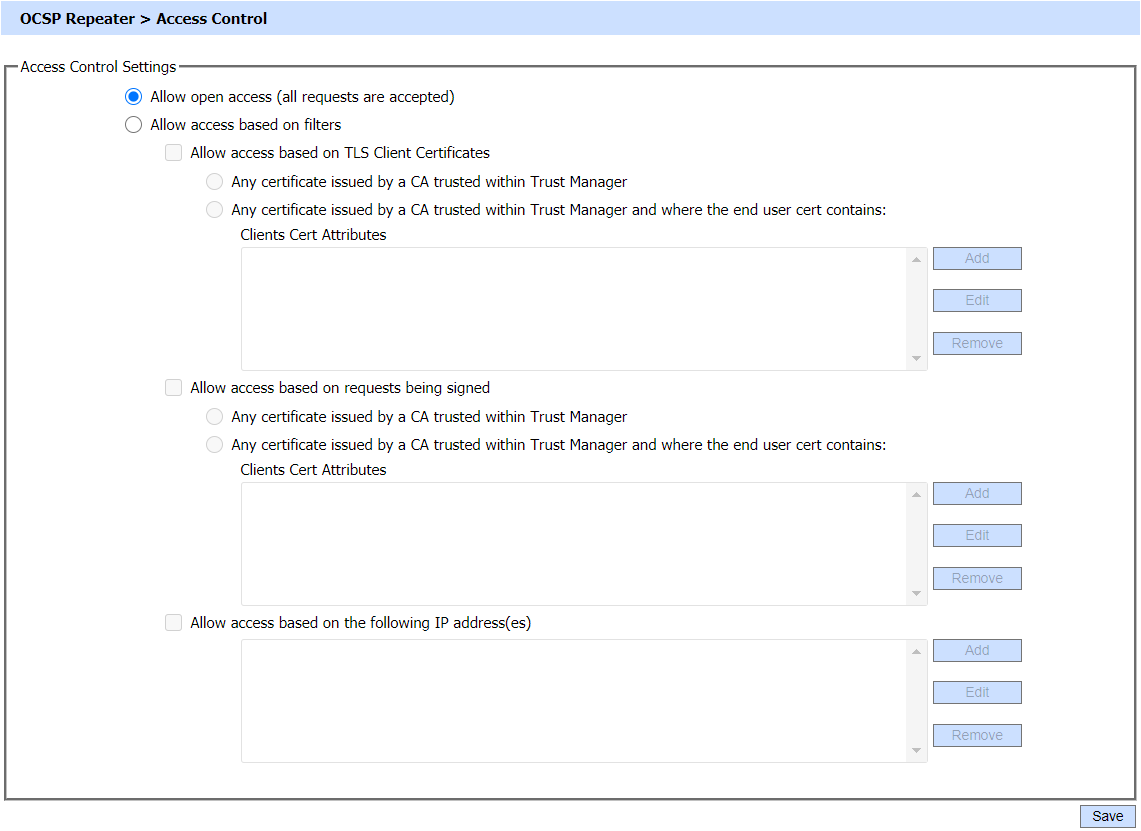 OCSP Repeater > Access Control
Access Control Settings
Allow open access (all requests are accepted)
Allow access based on filters
Allow access based on TLS Client Certificates
Any certificate issued by a CA trusted within Trust Manager
Any certificate issued by a CA trusted within Trust Manager and where the end user cert contains:
Clients Cert Attributes
Add
Edit
Remove
Allow access based on requests being signed
Any certificate issued by a CA trusted within Trust Manager
Any certificate issued by a CA trusted within Trust Manager and where the end user cert contains:
Clients Cert Attributes
Add
Edit
Remove
Allow access based on the following IP address(es)
Add
Edit
Remove
Save